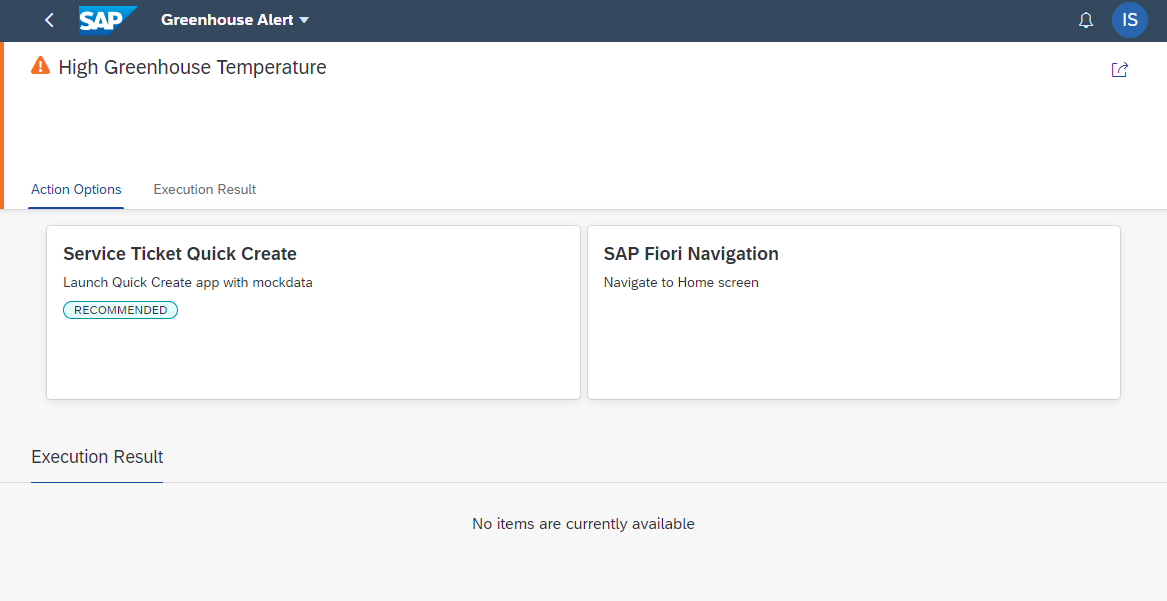 SAP Greenhouse Alert IS
High Greenhouse Temperature
Action Options Execution Result
Service Ticket Quick Create
Launch Quick Create app with mockdata
RECOMMENDED
SAP Fiori Navigation
Navigate to Home screen
Execution Result
No items are currently available